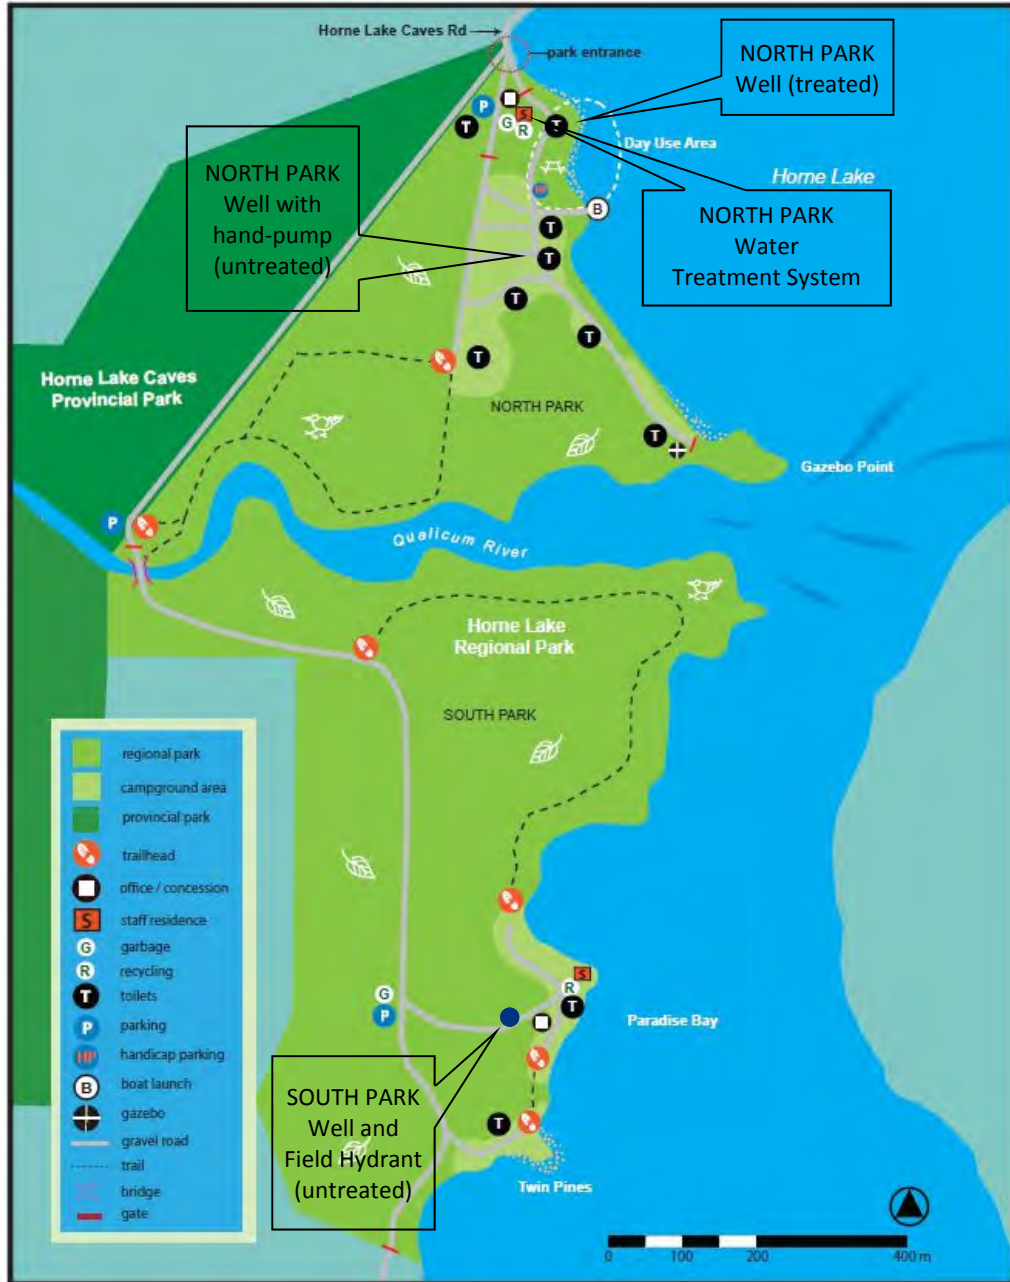 Horne Lake Caves Rd
park entrance
NORTH PARK
Well (treated)
P
T
G
R
S
T
Day Use Area
Horne Lake
NORTH PARK
Well with
hand-pump
(untreated)
HP
B
NORTH PARK
Water
Treatment System
T
T
T
T
T
Horne Lake Caves
Provincial Park
NORTH PARK
T
Gazebo Point
P
Qualicum River
Horne Lake
Regional Park
SOUTH PARK
regional park
campground area
provincial park
trailhead
office / concession
S staff residence
G garbage
R recycling
T toilets
P parking
HP handicap parking
B boat launch
gazebo
gravel road
trail
bridge
gate
S
R
G
T
P
Paradise Bay
SOUTH PARK
Well and
Field Hydrant
(untreated)
T
Twin Pines
0 100 200 400 m